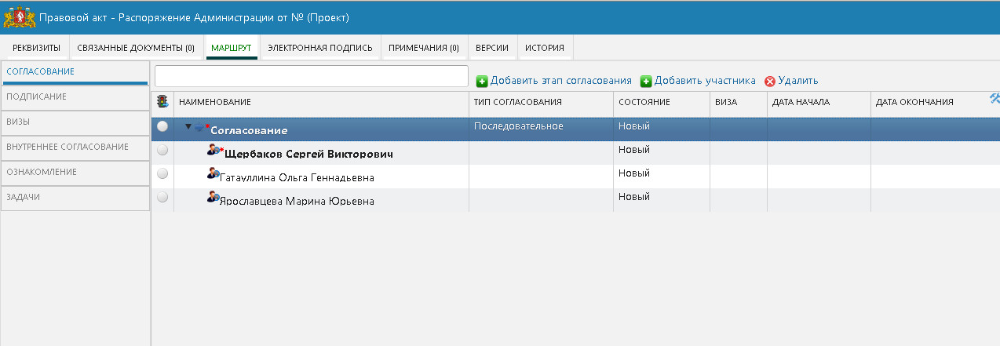 Правовой акт - Распоряжение Администрации от № (Проект)
РЕКВИЗИТЫ СВЯЗАННЫЕ ДОКУМЕНТЫ (0) МАРШРУТ ЭЛЕКТРОННАЯ ПОДПИСЬ ПРИМЕЧАНИЯ (0) ВЕРСИИ ИСТОРИЯ
СОГЛАСОВАНИЕ
ПОДПИСАНИЕ
ВИЗЫ
ВНУТРЕННЕЕ СОГЛАСОВАНИЕ
ОЗНАКОМЛЕНИЕ
ЗАДАЧИ
Добавить этап согласования Добавить участника Удалить
НАИМЕНОВАНИЕ ТИП СОГЛАСОВАНИЯ СОСТОЯНИЕ ВИЗА ДАТА НАЧАЛА ДАТА ОКОНЧАНИЯ
*Согласование Последовательное Новый
*Щербаков Сергей Викторович Новый
Гатауллина Ольга Геннадьевна Новый
Ярославцева Марина Юрьевна Новый